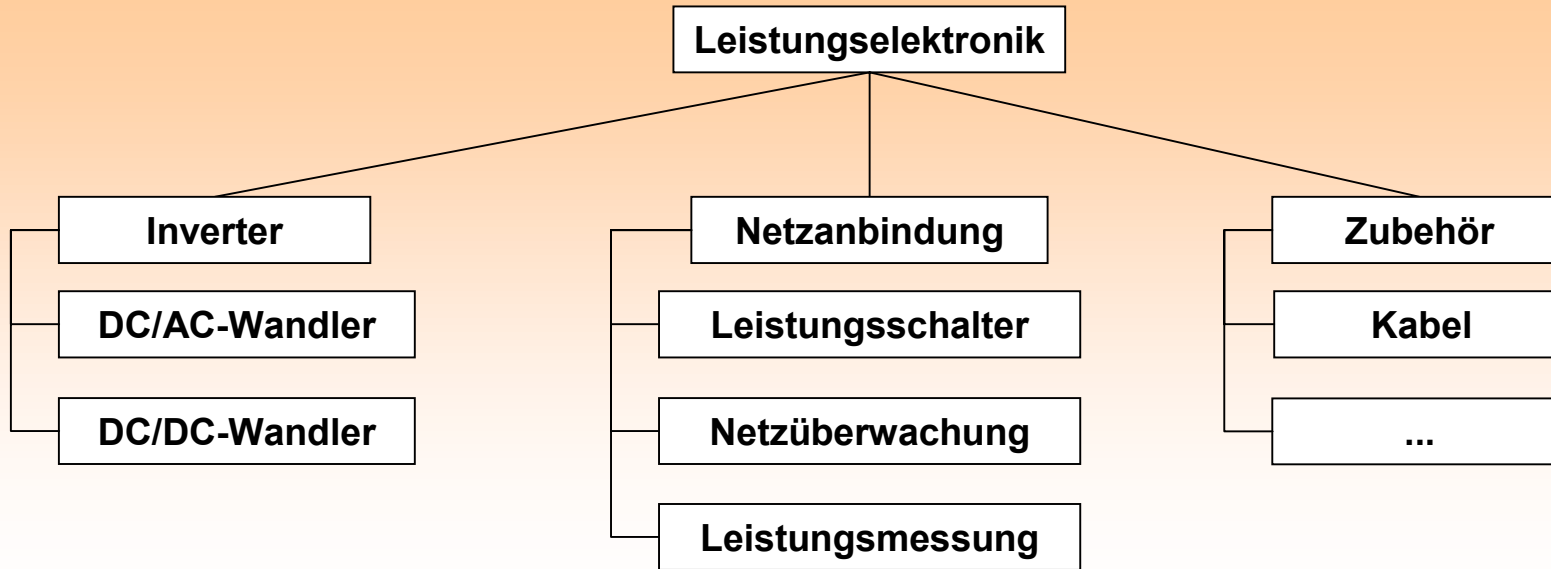 Leistungselektronik
Inverter
DC/AC-Wandler
DC/DC-Wandler
Netzanbindung
Leistungsschalter
Netzüberwachung
Leistungsmessung
Zubehör
Kabel
...